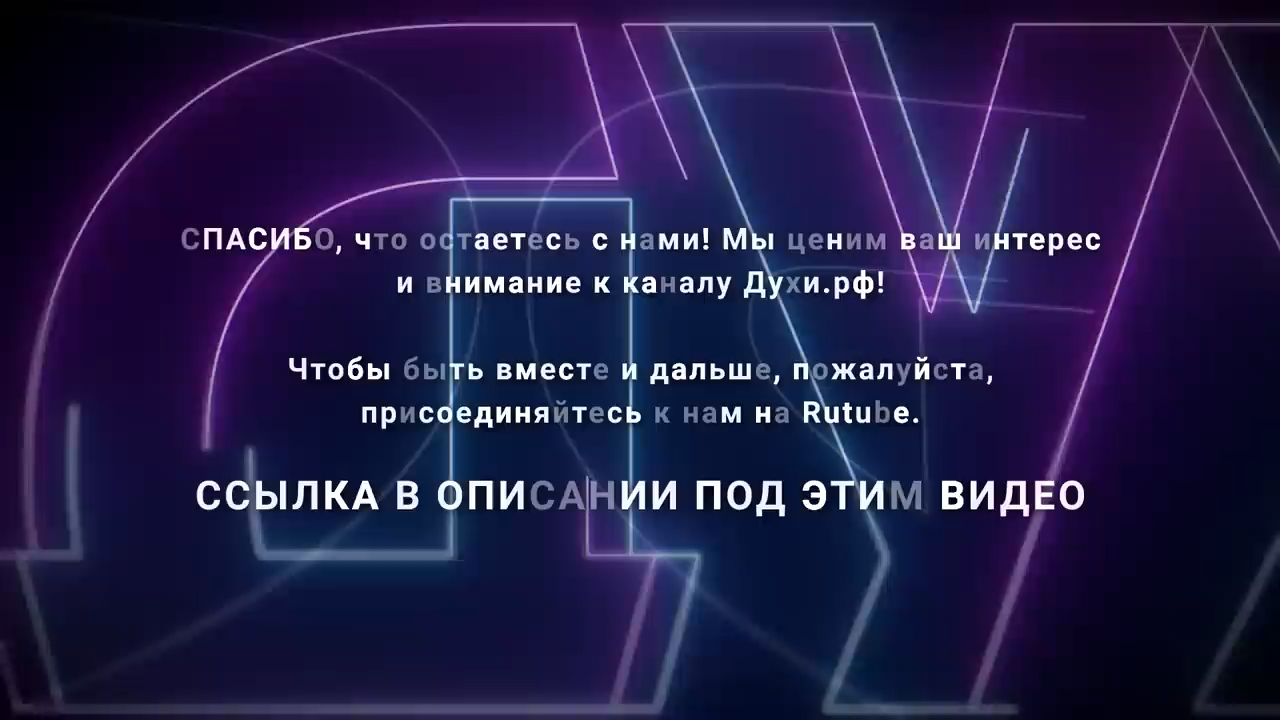 СПАСИБО, что остаетесь с нами! Мы ценим ваш интерес
и внимание к каналу Духи.рф!
Чтобы быть вместе и дальше, пожалуйста,
присоединяйтесь к нам на Rutube.
ССЫЛКА В ОПИСАНИИ ПОД ЭТИМ ВИДЕО